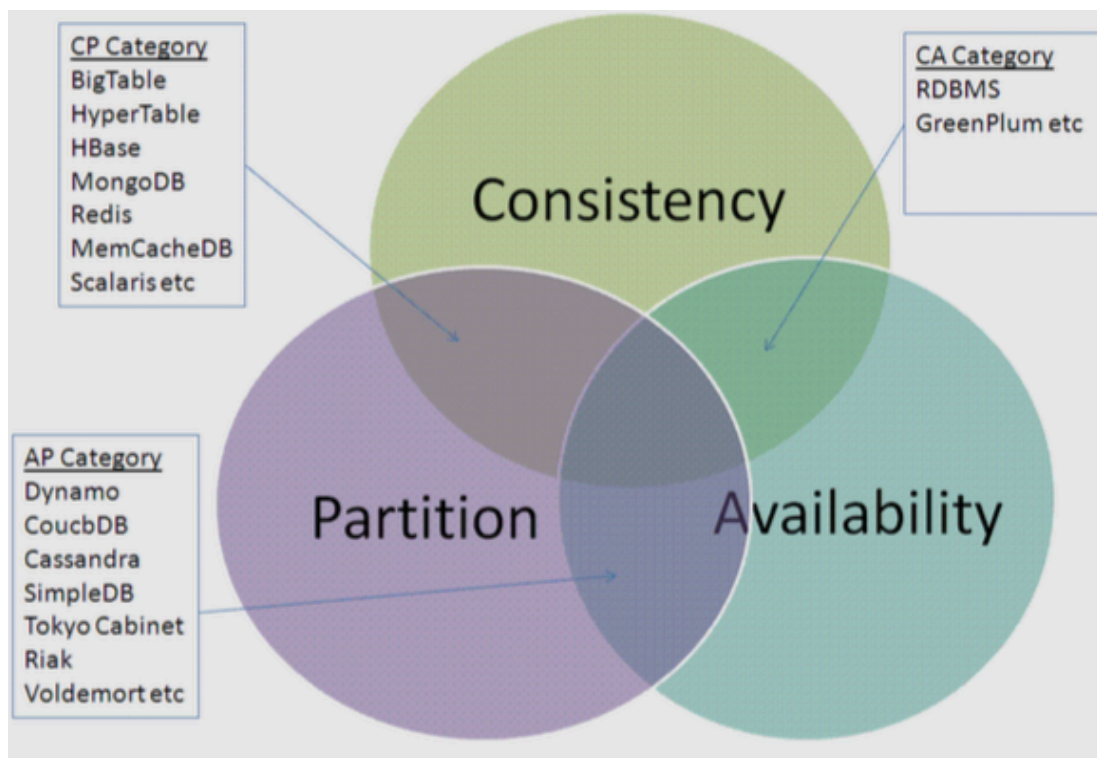 CP Category
BigTable
HyperTable
HBase
MongoDB
Redis
MemCacheDB
Scalaris etc
CA Category
RDBMS
GreenPlum etc
Consistency
AP Category
Dynamo
CoucbDB
Cassandra
SimpleDB
Tokyo Cabinet
Riak
Voldemort etc
Partition
Availability